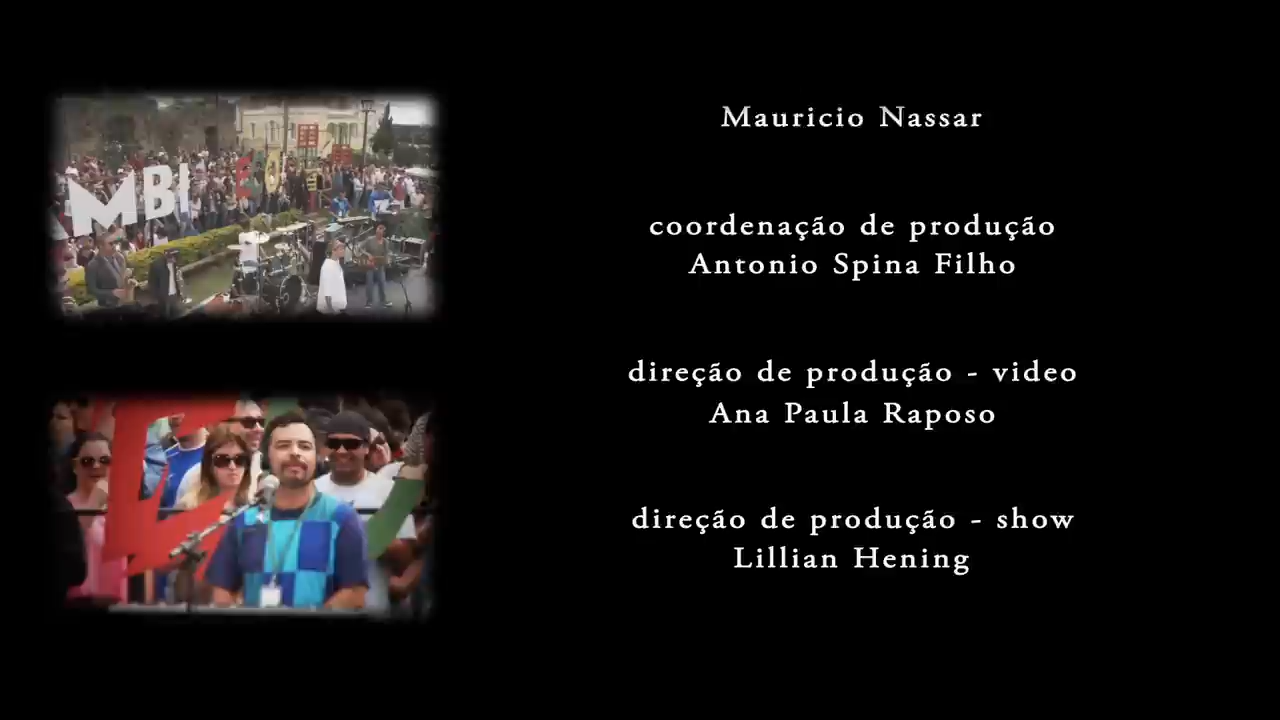 MBI
E
Mauricio Nassar
coordenação de produção
Antonio Spina Filho
direção de produção - video
Ana Paula Raposo
direção de produção - show
Lillian Hening